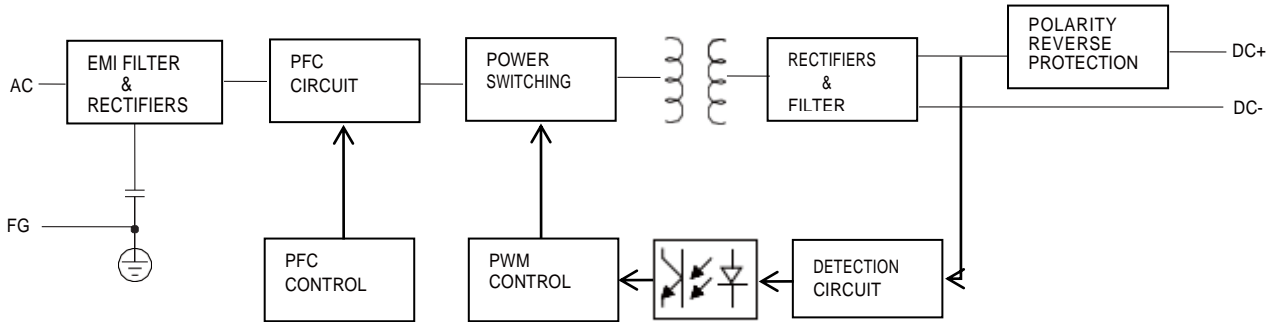 AC
EMI FILTER
&
RECTIFIERS
PFC
CIRCUIT
POWER
SWITCHING
RECTIFIERS
&
FILTER
POLARITY
REVERSE
PROTECTION
DC+
DC-
FG
PFC
CONTROL
PWM
CONTROL
DETECTION
CIRCUIT